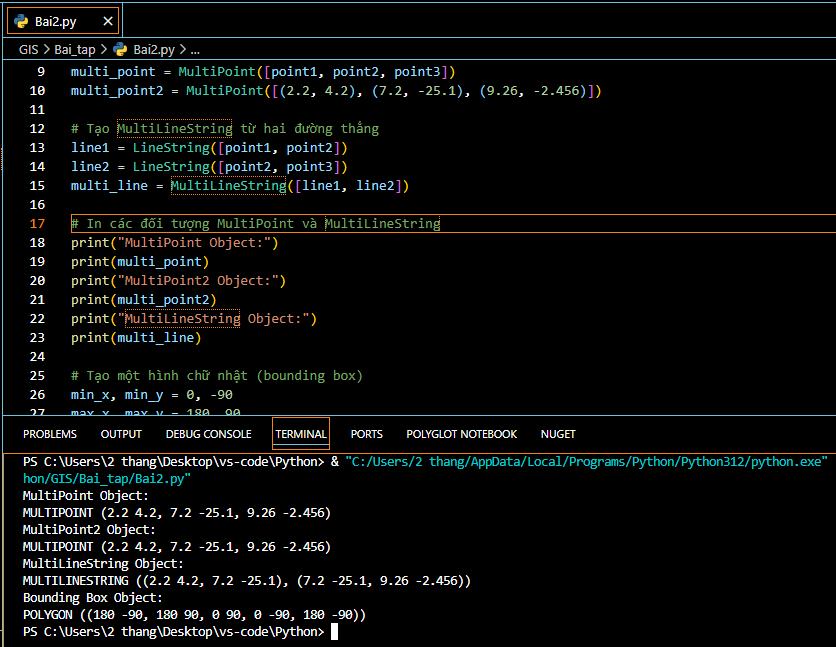 Bai2.py ×
GIS > Bai_tap > Bai2.py > ...
9 multi_point = MultiPoint([point1, point2, point3])
10 multi_point2 = MultiPoint([(2.2, 4.2), (7.2, -25.1), (9.26, -2.456)])
11
12 # Tạo MultiLineString từ hai đường thẳng
13 line1 = LineString([point1, point2])
14 line2 = LineString([point2, point3])
15 multi_line = MultiLineString([line1, line2])
16
17 # In các đối tượng MultiPoint và MultiLineString
18 print("MultiPoint Object:")
19 print(multi_point)
20 print("MultiPoint2 Object:")
21 print(multi_point2)
22 print("MultiLineString Object:")
23 print(multi_line)
24
25 # Tạo một hình chữ nhật (bounding box)
26 min_x, min_y = 0, -90
27 max_x, max_y = 180, 90
PROBLEMS OUTPUT DEBUG CONSOLE TERMINAL PORTS POLYGLOT NOTEBOOK NUGET
PS C:\Users\2 thang\Desktop\vs-code\Python> & "C:/Users/2 thang/AppData/Local/Programs/Python/Python312/python.exe"
hon/GIS/Bai_tap/Bai2.py"
MultiPoint Object:
MULTIPOINT (2.2 4.2, 7.2 -25.1, 9.26 -2.456)
MultiPoint2 Object:
MULTIPOINT (2.2 4.2, 7.2 -25.1, 9.26 -2.456)
MultiLineString Object:
MULTILINESTRING ((2.2 4.2, 7.2 -25.1), (7.2 -25.1, 9.26 -2.456))
Bounding Box Object:
POLYGON ((180 -90, 180 90, 0 90, 0 -90, 180 -90))
PS C:\Users\2 thang\Desktop\vs-code\Python>